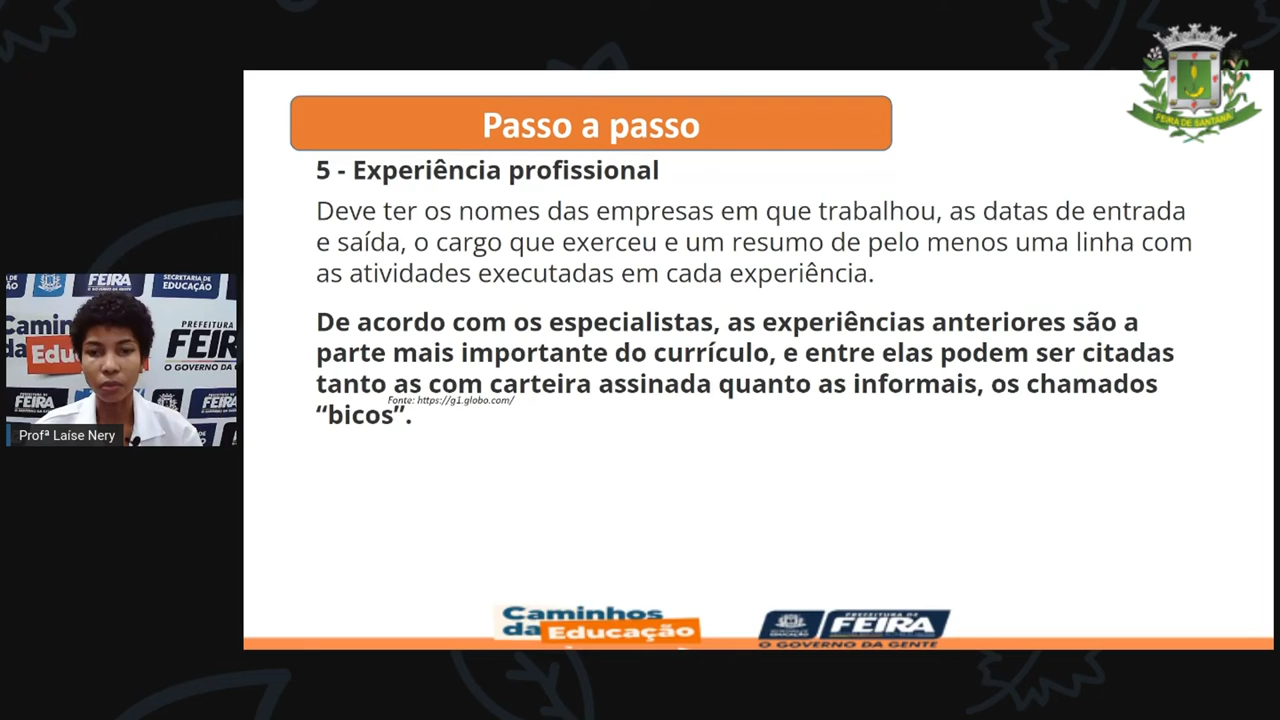 FEIRA DE SANTANA
Passo a passo
5 - Experiência profissional
Deve ter os nomes das empresas em que trabalhou, as datas de entrada
e saída, o cargo que exerceu e um resumo de pelo menos uma linha com
as atividades executadas em cada experiência.
De acordo com os especialistas, as experiências anteriores são a
parte mais importante do currículo, e entre elas podem ser citadas
tanto as com carteira assinada quanto as informais, os chamados
Fonte: https://g1.globo.com/
“bicos”.
FEIRA
SECRETARIA DE
EDUCAÇÃO
PREFEITURA
FEIRA
O GOVERNO DA
FEIRA
Profª Laíse Nery
Caminhos
da Educação
PREFEITURA DE
FEIRA
O GOVERNO DA GENTE